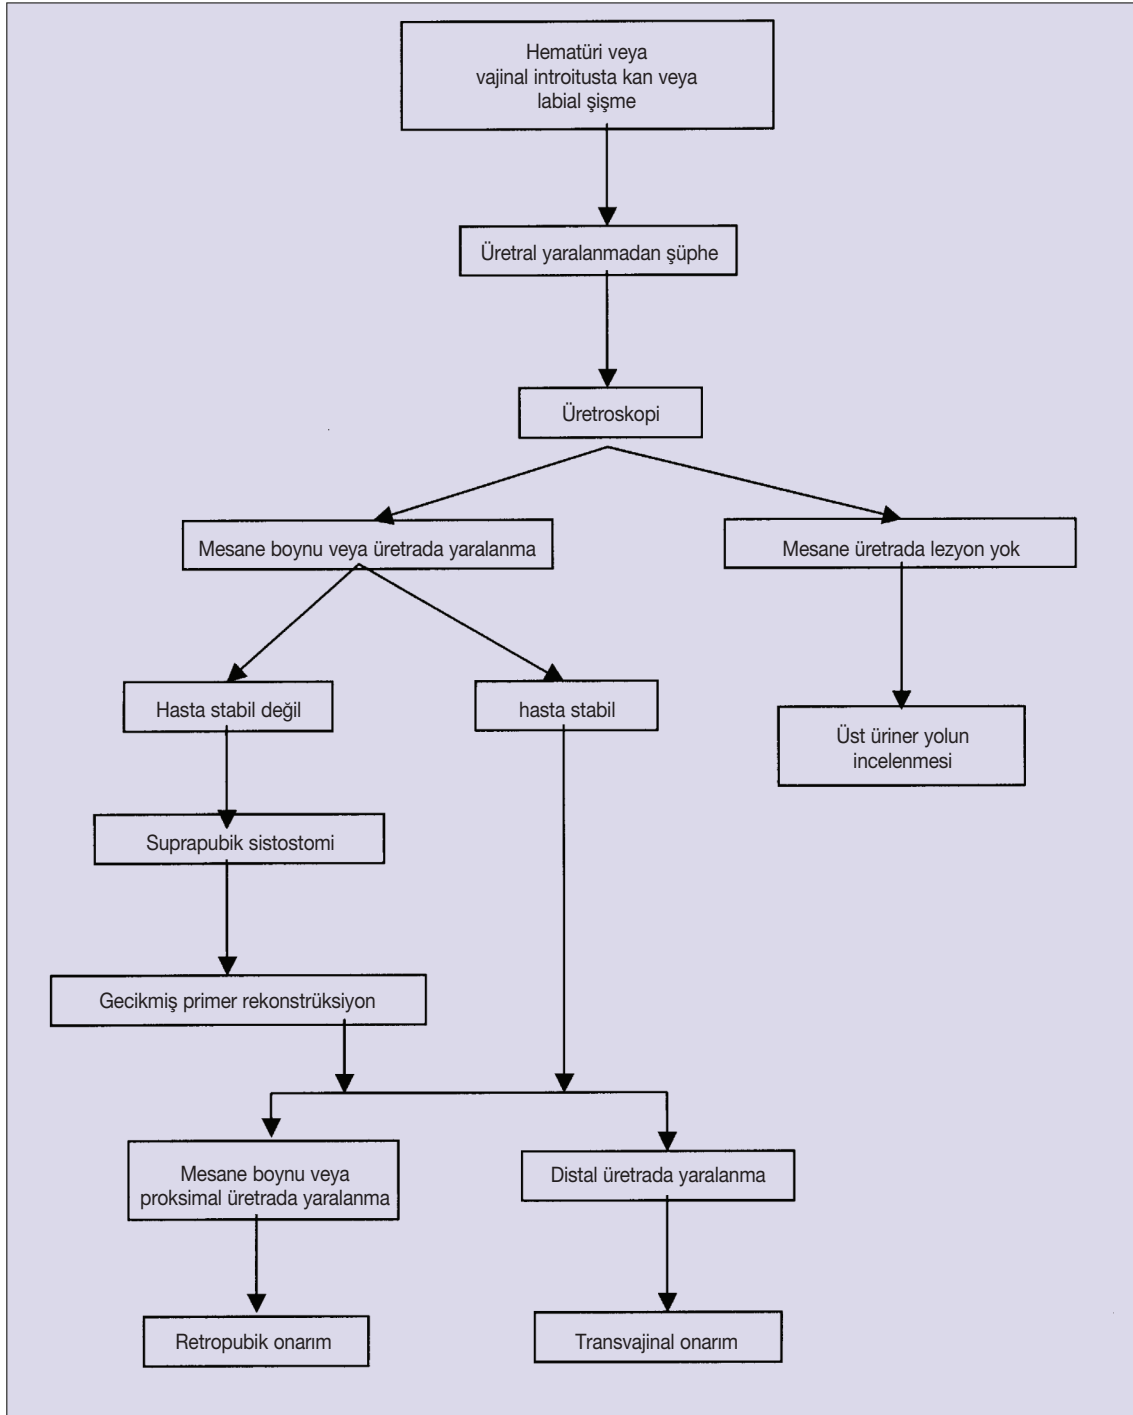 Hematüri veya
vajinal introitusta kan veya
labial şişme
Üretral yaralanmadan şüphe
Üretroskopi
Mesane boynu veya üretrada yaralanma
Mesane üretrada lezyon yok
Hasta stabil değil
hasta stabil
Üst üriner yolun
incelenmesi
Suprapubik sistostomi
Gecikmiş primer rekonstrüksiyon
Mesane boynu veya
proksimal üretrada yaralanma
Distal üretrada yaralanma
Retropubik onarım
Transvajinal onarım